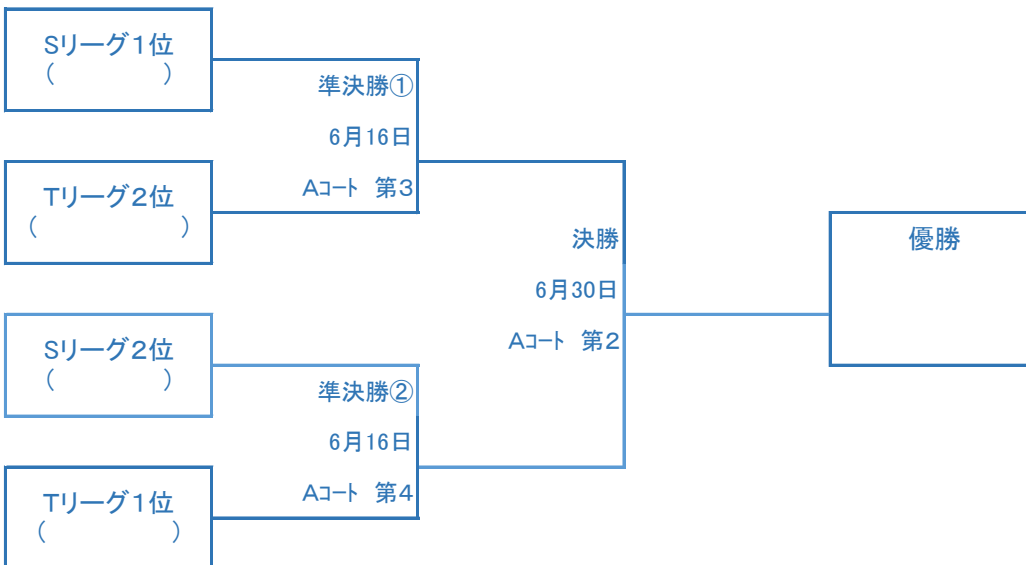 Sリーグ1位
(　　　　)
準決勝①
6月16日
Aｺｰﾄ　第3
Tリーグ2位
(　　　　　)
決勝
6月30日
Aｺｰﾄ　第2
優勝
Sリーグ2位
(　　　　)
準決勝②
6月16日
Aｺｰﾄ　第4
Tリーグ1位
(　　　　　)